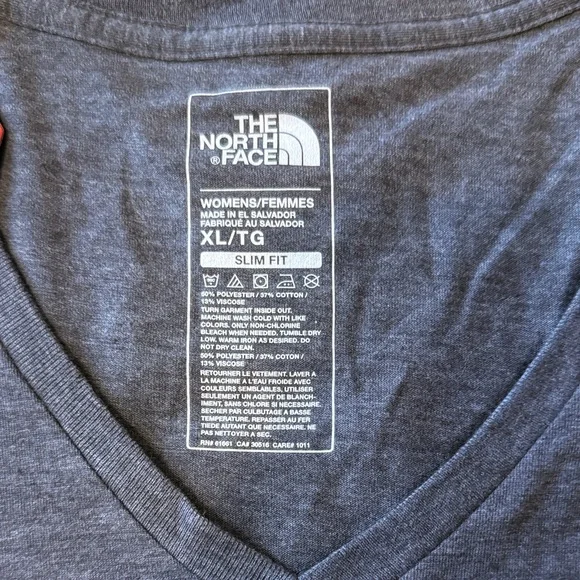 THE
NORTH
® FACE
WOMENS/FEMMES
MADE IN EL SALVADOR
FABRIQUÉ AU SALVADOR
XL/TG
SLIM FIT
50% POLYESTER / 37% COTTON /
13% VISCOSE
TURN GARMENT INSIDE OUT.
MACHINE WASH COLD WITH LIKE
COLORS. ONLY NON-CHLORINE
BLEACH WHEN NEEDED. TUMBLE DRY
LOW. WARM IRON AS DESIRED. DO
NOT DRY CLEAN.
50% POLYESTER / 37% COTON /
13% VISCOSE
RETOURNER LE VETEMENT. LAVER A
LA MACHINE A L'EAU FROIDE AVEC
COULEURS SEMBLABLES, UTILISER
SEULEMENT UN AGENT DE BLANCHI-
MENT, SANS CHLORE SI NECESSAIRE.
SECHER PAR CULBUTAGE A BASSE
TEMPERATURE. REPASSER AU FER
TIEDE AUTANT QUE NECESSAIRE. NE
PAS NETTOYER A SEC.
RN# 61661 CA# 30516 CARE# 1011